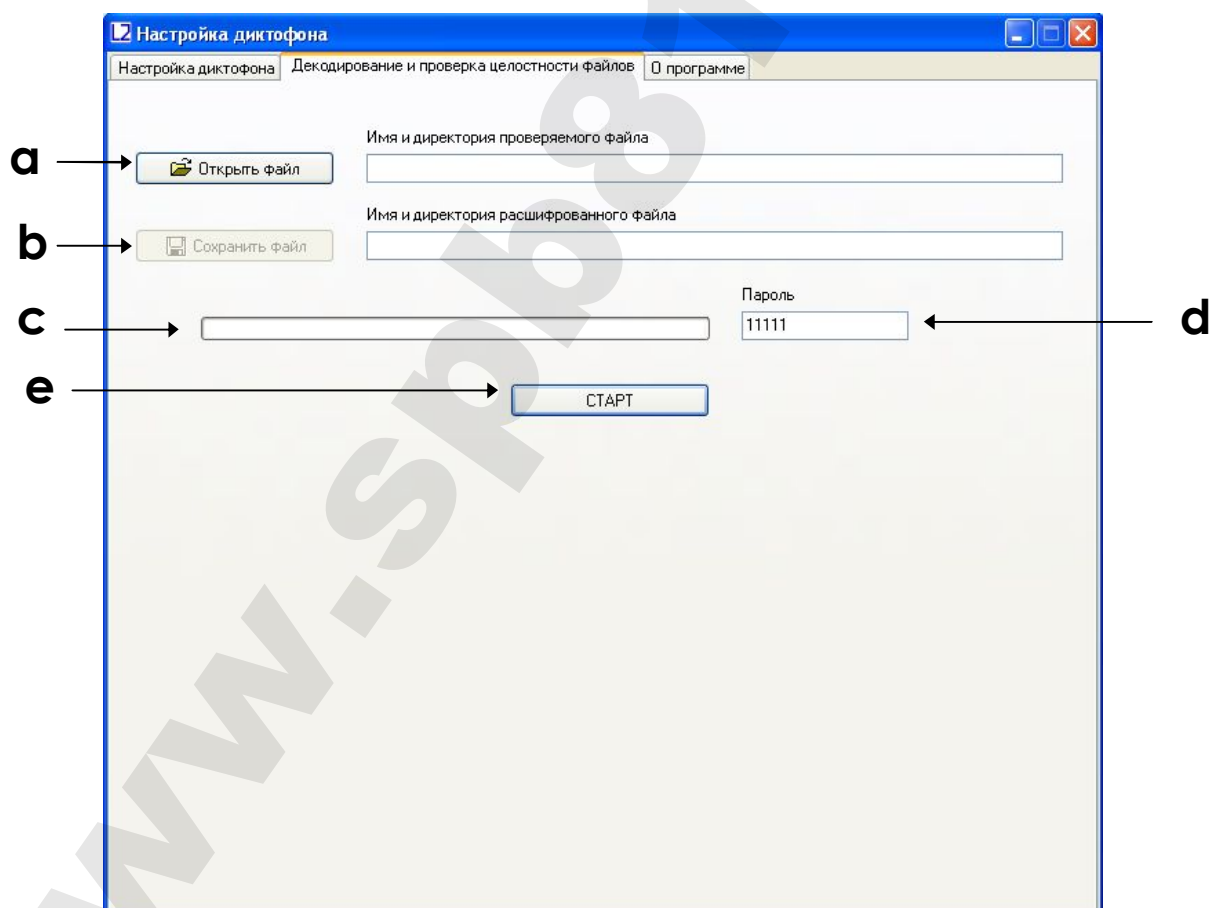 Настройка диктофона
Настройка диктофона Декодирование и проверка целостности файлов О программе
Имя и директория проверяемого файла
a Открыть файл
Имя и директория расшифрованного файла
b Сохранить файл
Пароль
c 11111 d
e СТАРТ
www.spb81